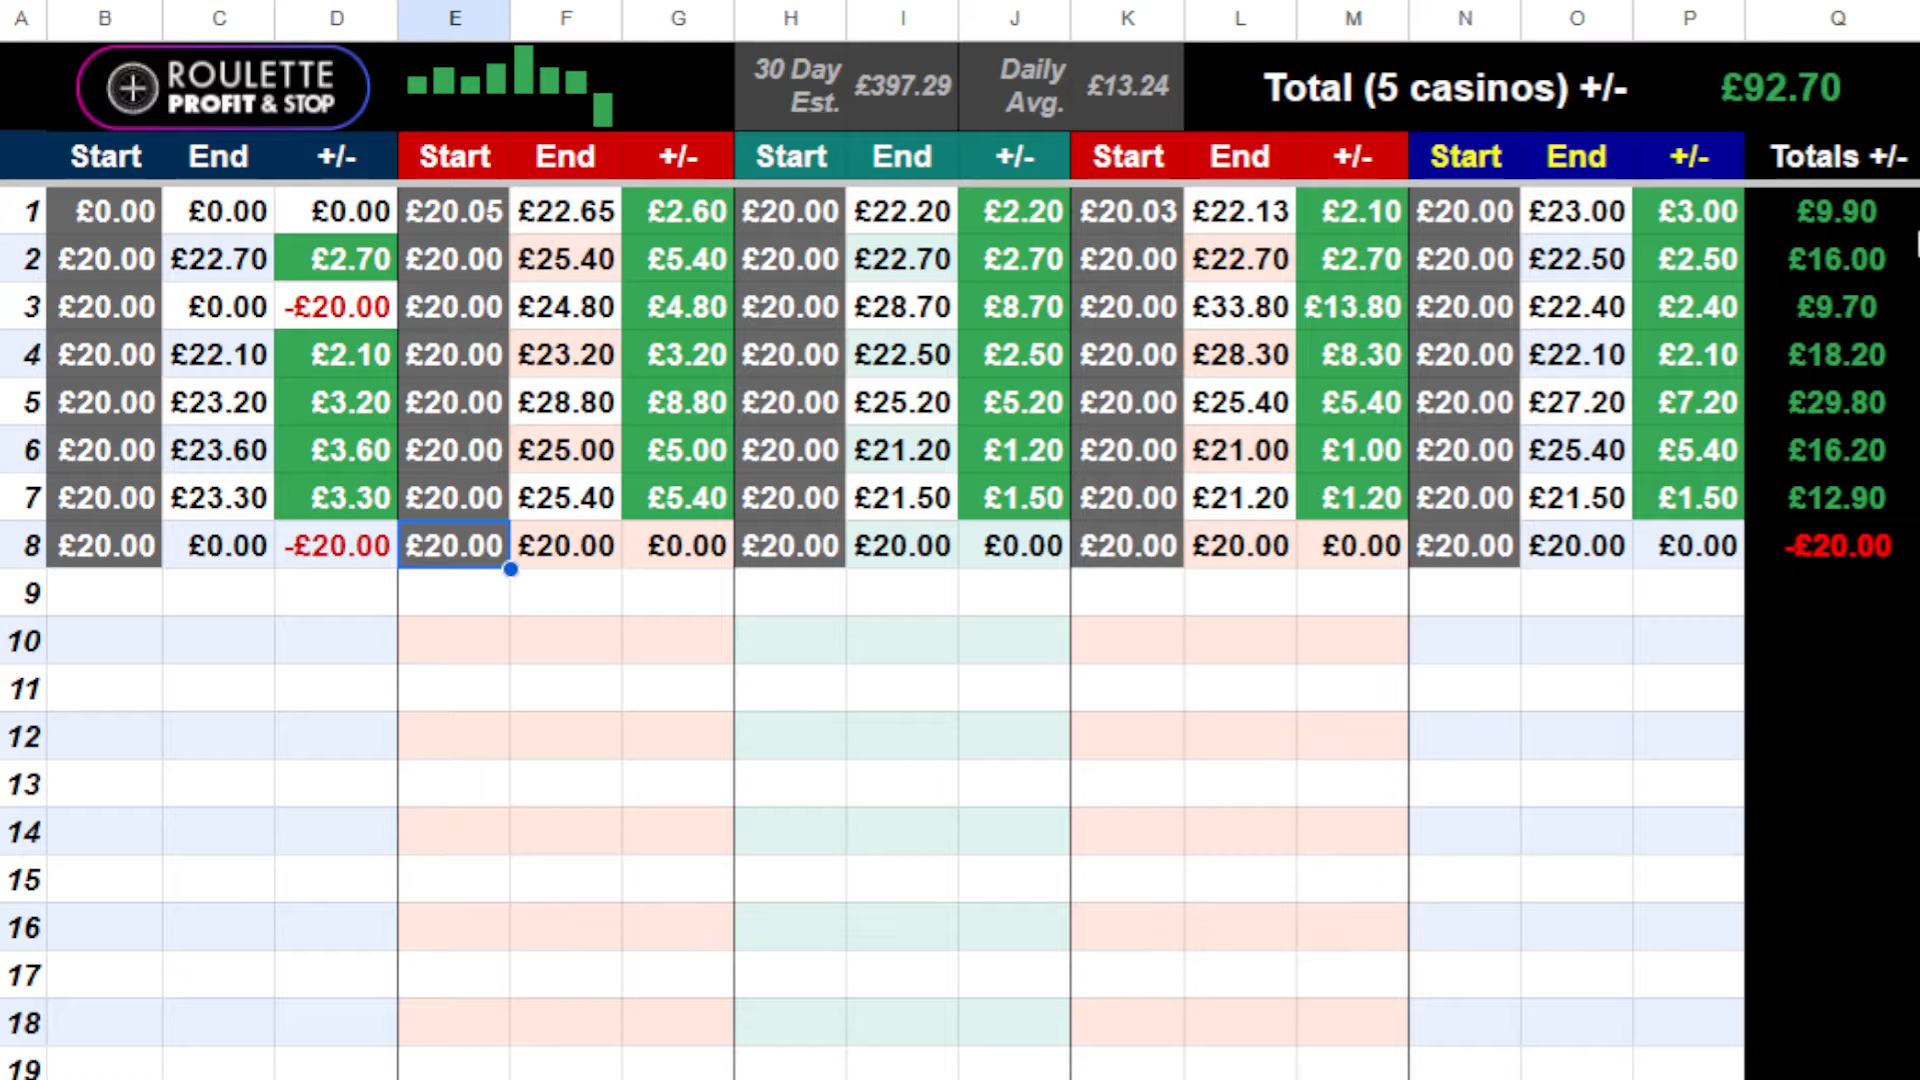 A B C D E F G H I J K L M N O P Q
ROULETTE
PROFIT & STOP
30 Day
Est.
£397.29
Daily
Avg.
£13.24
Total (5 casinos) +/-
£92.70
Start End +/- Start End +/- Start End +/- Start End +/- Start End +/- Totals +/-
1 £0.00 £0.00 £0.00 £20.05 £22.65 £2.60 £20.00 £22.20 £2.20 £20.03 £22.13 £2.10 £20.00 £23.00 £3.00 £9.90
2 £20.00 £22.70 £2.70 £20.00 £25.40 £5.40 £20.00 £22.70 £2.70 £20.00 £22.70 £2.70 £20.00 £22.50 £2.50 £16.00
3 £20.00 £0.00 -£20.00 £20.00 £24.80 £4.80 £20.00 £28.70 £8.70 £20.00 £33.80 £13.80 £20.00 £22.40 £2.40 £9.70
4 £20.00 £22.10 £2.10 £20.00 £23.20 £3.20 £20.00 £22.50 £2.50 £20.00 £28.30 £8.30 £20.00 £22.10 £2.10 £18.20
5 £20.00 £23.20 £3.20 £20.00 £28.80 £8.80 £20.00 £25.20 £5.20 £20.00 £25.40 £5.40 £20.00 £27.20 £7.20 £29.80
6 £20.00 £23.60 £3.60 £20.00 £25.00 £5.00 £20.00 £21.20 £1.20 £20.00 £21.00 £1.00 £20.00 £25.40 £5.40 £16.20
7 £20.00 £23.30 £3.30 £20.00 £25.40 £5.40 £20.00 £21.50 £1.50 £20.00 £21.20 £1.20 £20.00 £21.50 £1.50 £12.90
8 £20.00 £0.00 -£20.00 £20.00 £20.00 £0.00 £20.00 £20.00 £0.00 £20.00 £20.00 £0.00 £20.00 £20.00 £0.00 -£20.00
9
10
11
12
13
14
15
16
17
18
19